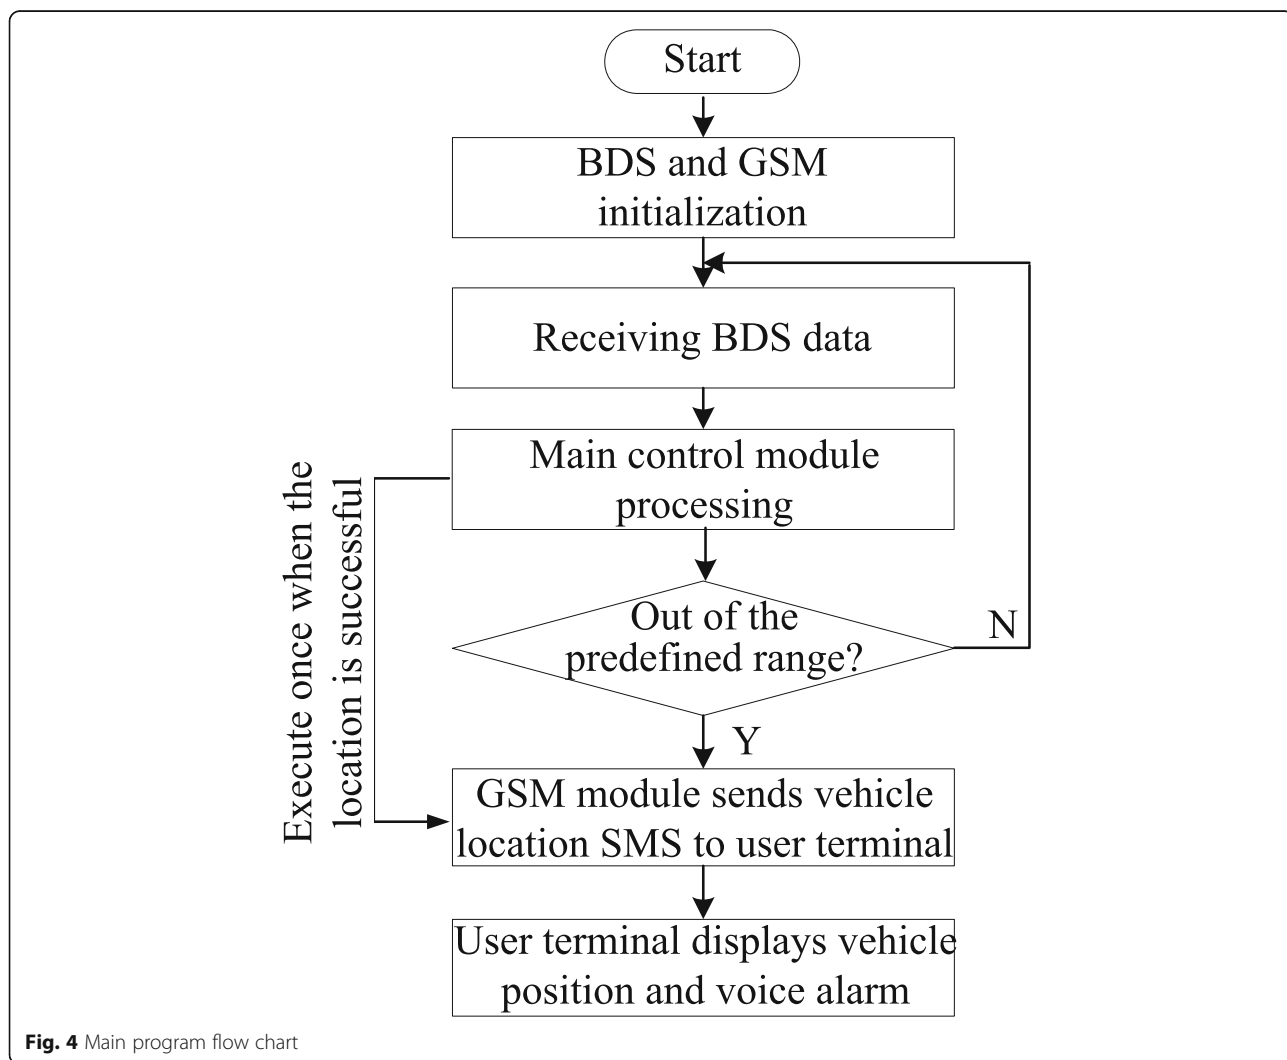 Start
BDS and GSM
initialization
Receiving BDS data
Main control module
processing
Execute once when the
location is successful
Out of the
predefined range?
N
Y
GSM module sends vehicle
location SMS to user terminal
User terminal displays vehicle
position and voice alarm
Fig. 4 Main program flow chart